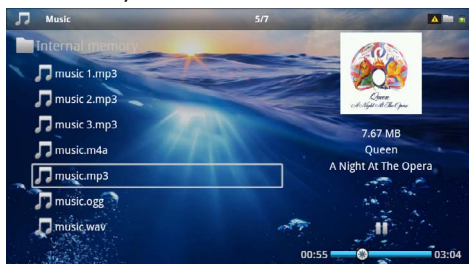 Music 5/7
Internal memory
music 1.mp3
music 2.mp3
music 3.mp3
music.m4a
music.mp3
music.ogg
music.wav
Queen
A Night At The Opera
7.67 MB
Queen
A Night At The Opera
00:55 03:04